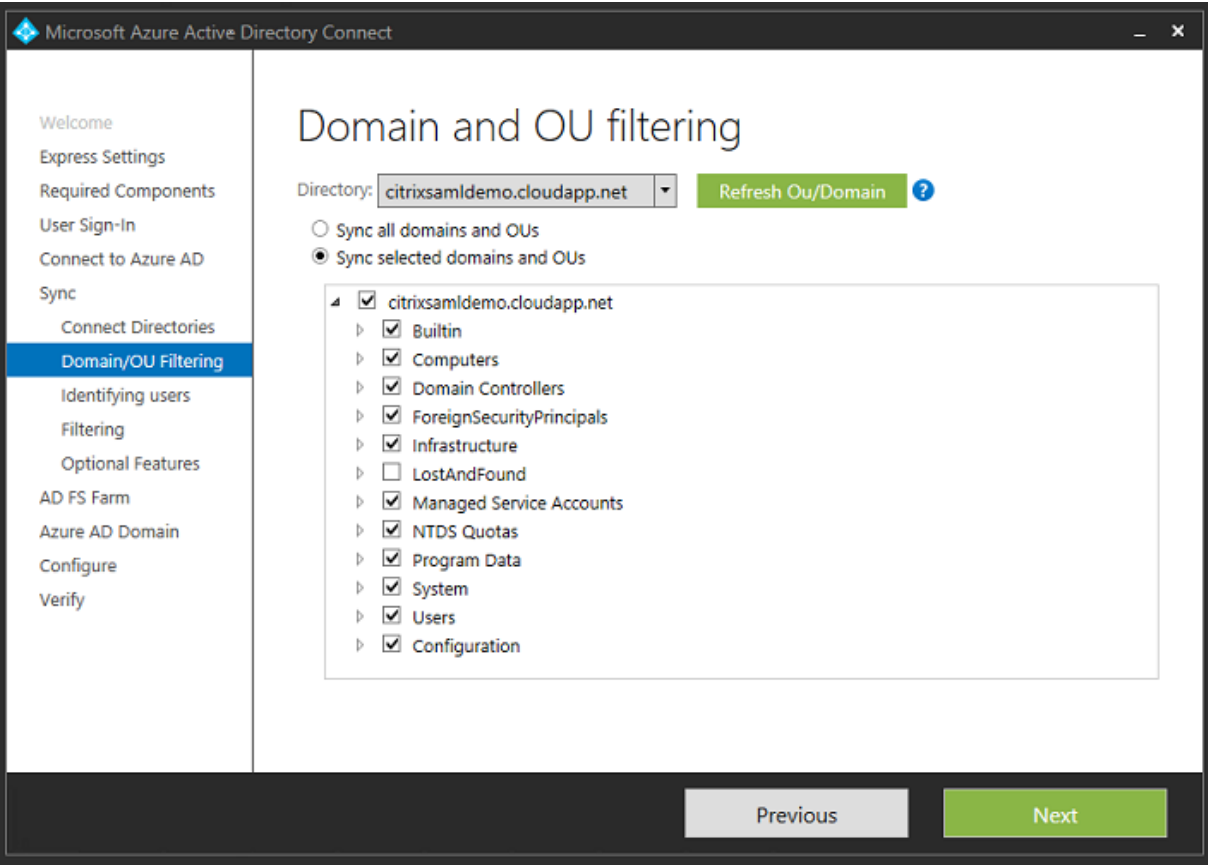 Microsoft Azure Active Directory Connect
Welcome
Express Settings
Required Components
User Sign-In
Connect to Azure AD
Sync
Connect Directories
Domain/OU Filtering
Identifying users
Filtering
Optional Features
AD FS Farm
Azure AD Domain
Configure
Verify
Domain and OU filtering
Directory: citrixsamldemo.cloudapp.net Refresh Ou/Domain ?
Sync all domains and OUs
Sync selected domains and OUs
citrixsamldemo.cloudapp.net
Builtin
Computers
Domain Controllers
ForeignSecurityPrincipals
Infrastructure
LostAndFound
Managed Service Accounts
NTDS Quotas
Program Data
System
Users
Configuration
Previous Next